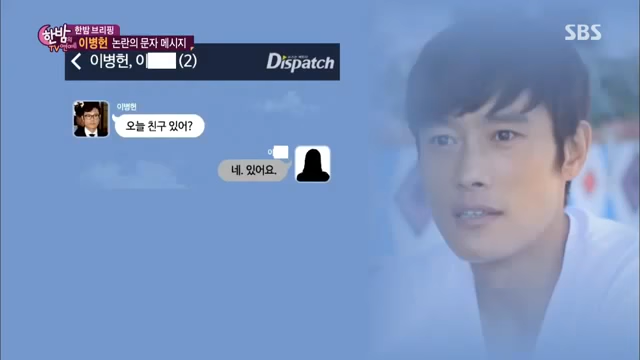 한밤의 TV연예
한밤 브리핑
이병헌 논란의 문자 메시지
SBS
이병헌, 이 (2)
Dispatch
이병헌
오늘 친구 있어?
이
네. 있어요.